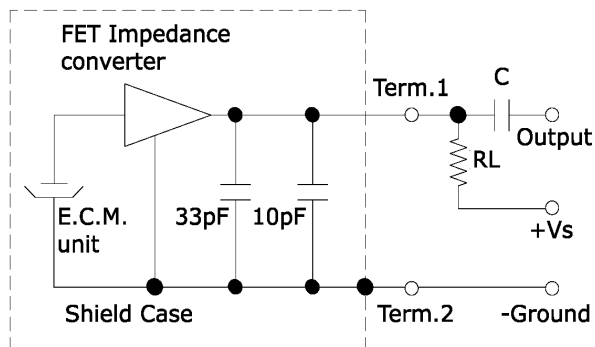 FET Impedance
converter
Term.1
C
Output
RL
+Vs
E.C.M.
unit
33pF
10pF
Shield Case
Term.2
-Ground